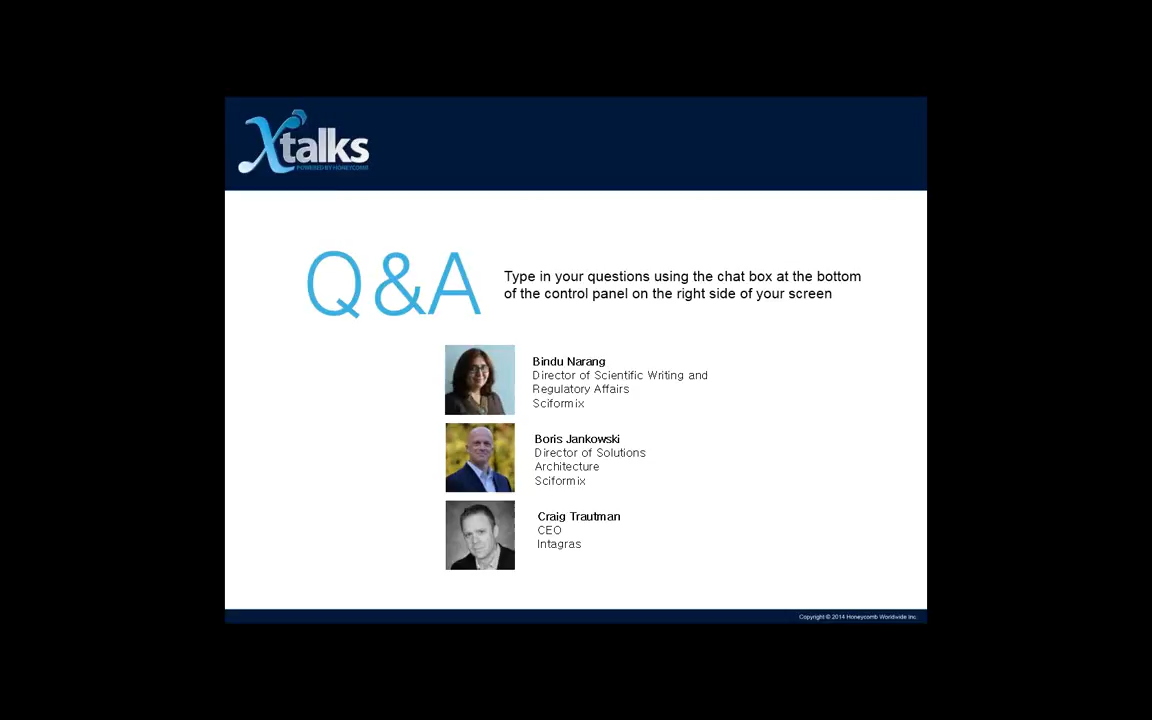 Xtalks
POWERED BY HONEYCOMB
Q&A
Type in your questions using the chat box at the bottom
of the control panel on the right side of your screen
Bindu Narang
Director of Scientific Writing and
Regulatory Affairs
Sciformix
Boris Jankowski
Director of Solutions
Architecture
Sciformix
Craig Trautman
CEO
Intagras
Copyright © 2014 Honeycomb Worldwide Inc.